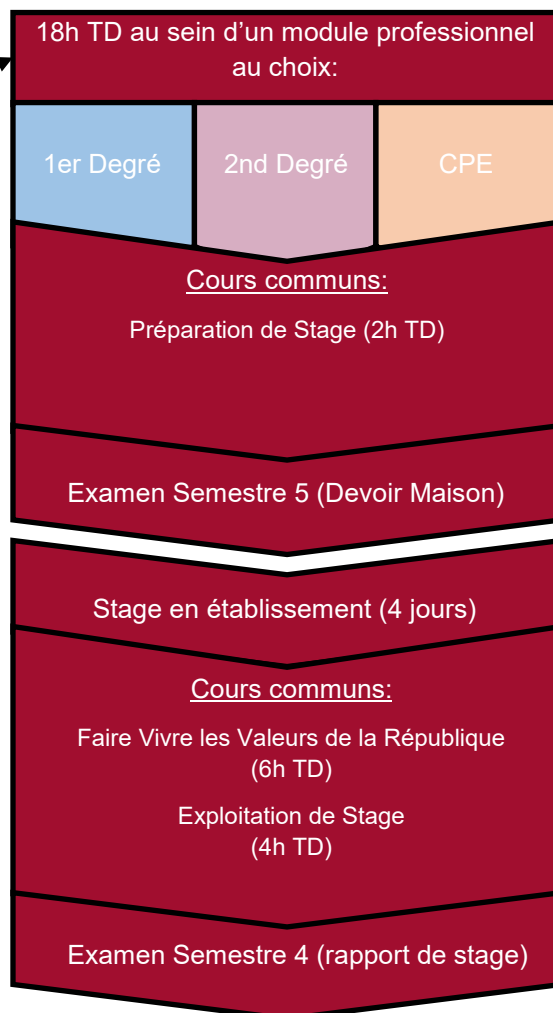 18h TD au sein d’un module professionnel
au choix:
1er Degré
2nd Degré
CPE
Cours communs:
Préparation de Stage (2h TD)
Examen Semestre 5 (Devoir Maison)
Stage en établissement (4 jours)
Cours communs:
Faire Vivre les Valeurs de la République
(6h TD)
Exploitation de Stage
(4h TD)
Examen Semestre 4 (rapport de stage)